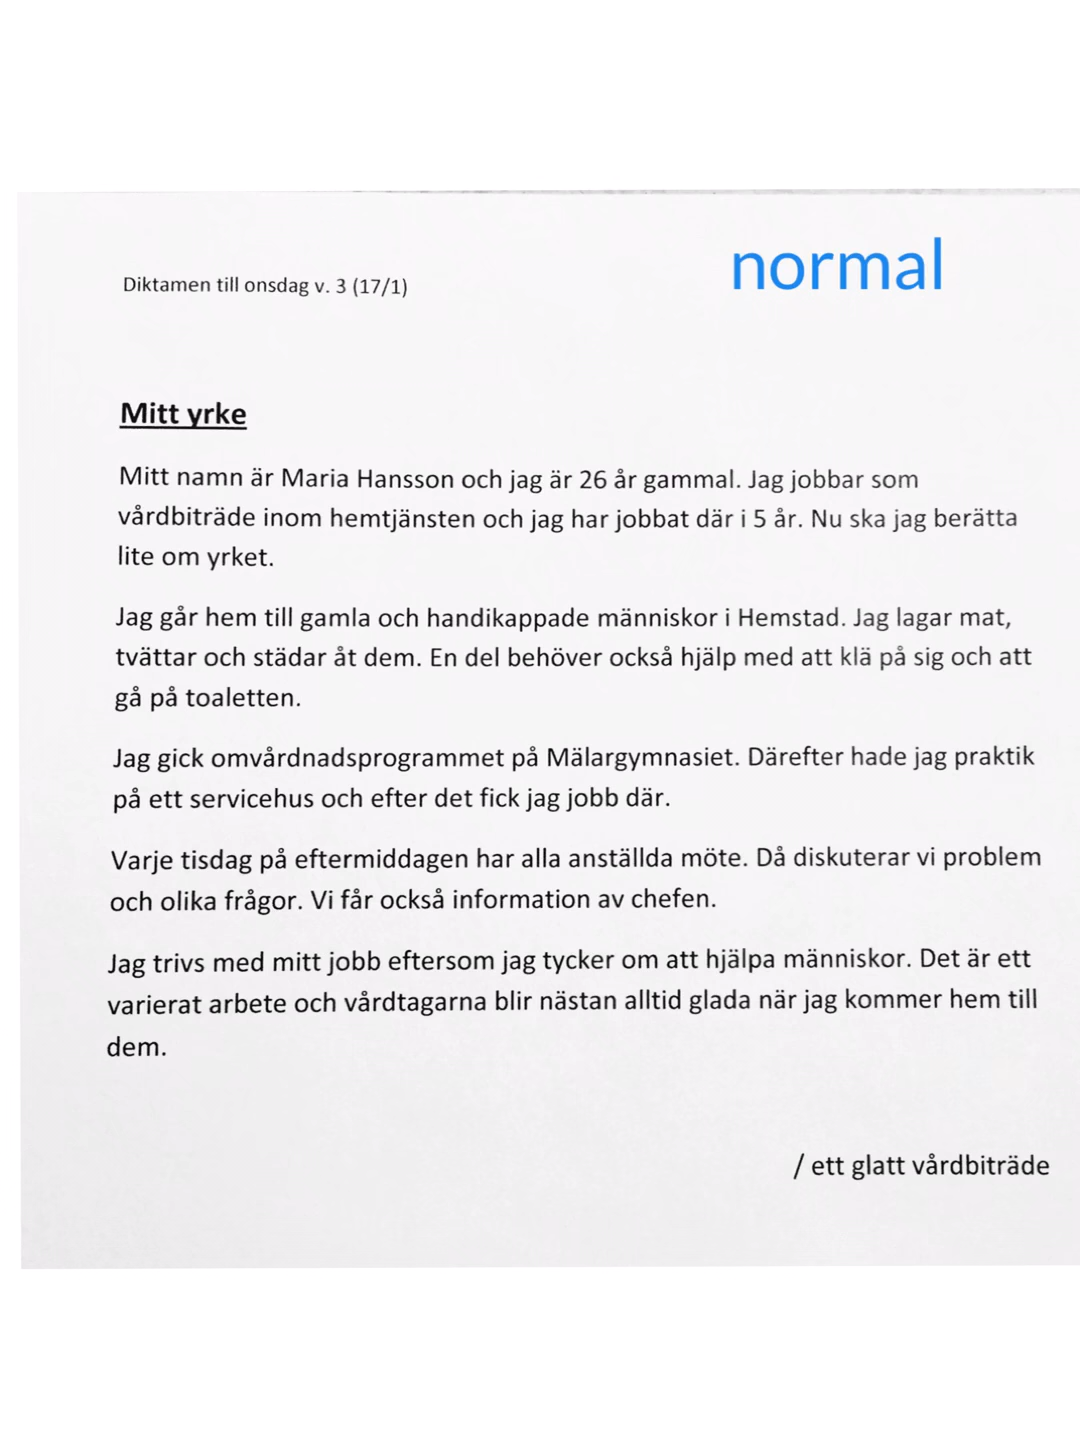 normal
Diktamen till onsdag v. 3 (17/1)
Mitt yrke
Mitt namn är Maria Hansson och jag är 26 år gammal. Jag jobbar som
vårdbiträde inom hemtjänsten och jag har jobbat där i 5 år. Nu ska jag berätta
lite om yrket.
Jag går hem till gamla och handikappade människor i Hemstad. Jag lagar mat,
tvättar och städar åt dem. En del behöver också hjälp med att klä på sig och att
gå på toaletten.
Jag gick omvårdnadsprogrammet på Mälargymnasiet. Därefter hade jag praktik
på ett servicehus och efter det fick jag jobb där.
Varje tisdag på eftermiddagen har alla anställda möte. Då diskuterar vi problem
och olika frågor. Vi får också information av chefen.
Jag trivs med mitt jobb eftersom jag tycker om att hjälpa människor. Det är ett
varierat arbete och vårdtagarna blir nästan alltid glada när jag kommer hem till
dem.
/ ett glatt vårdbiträde